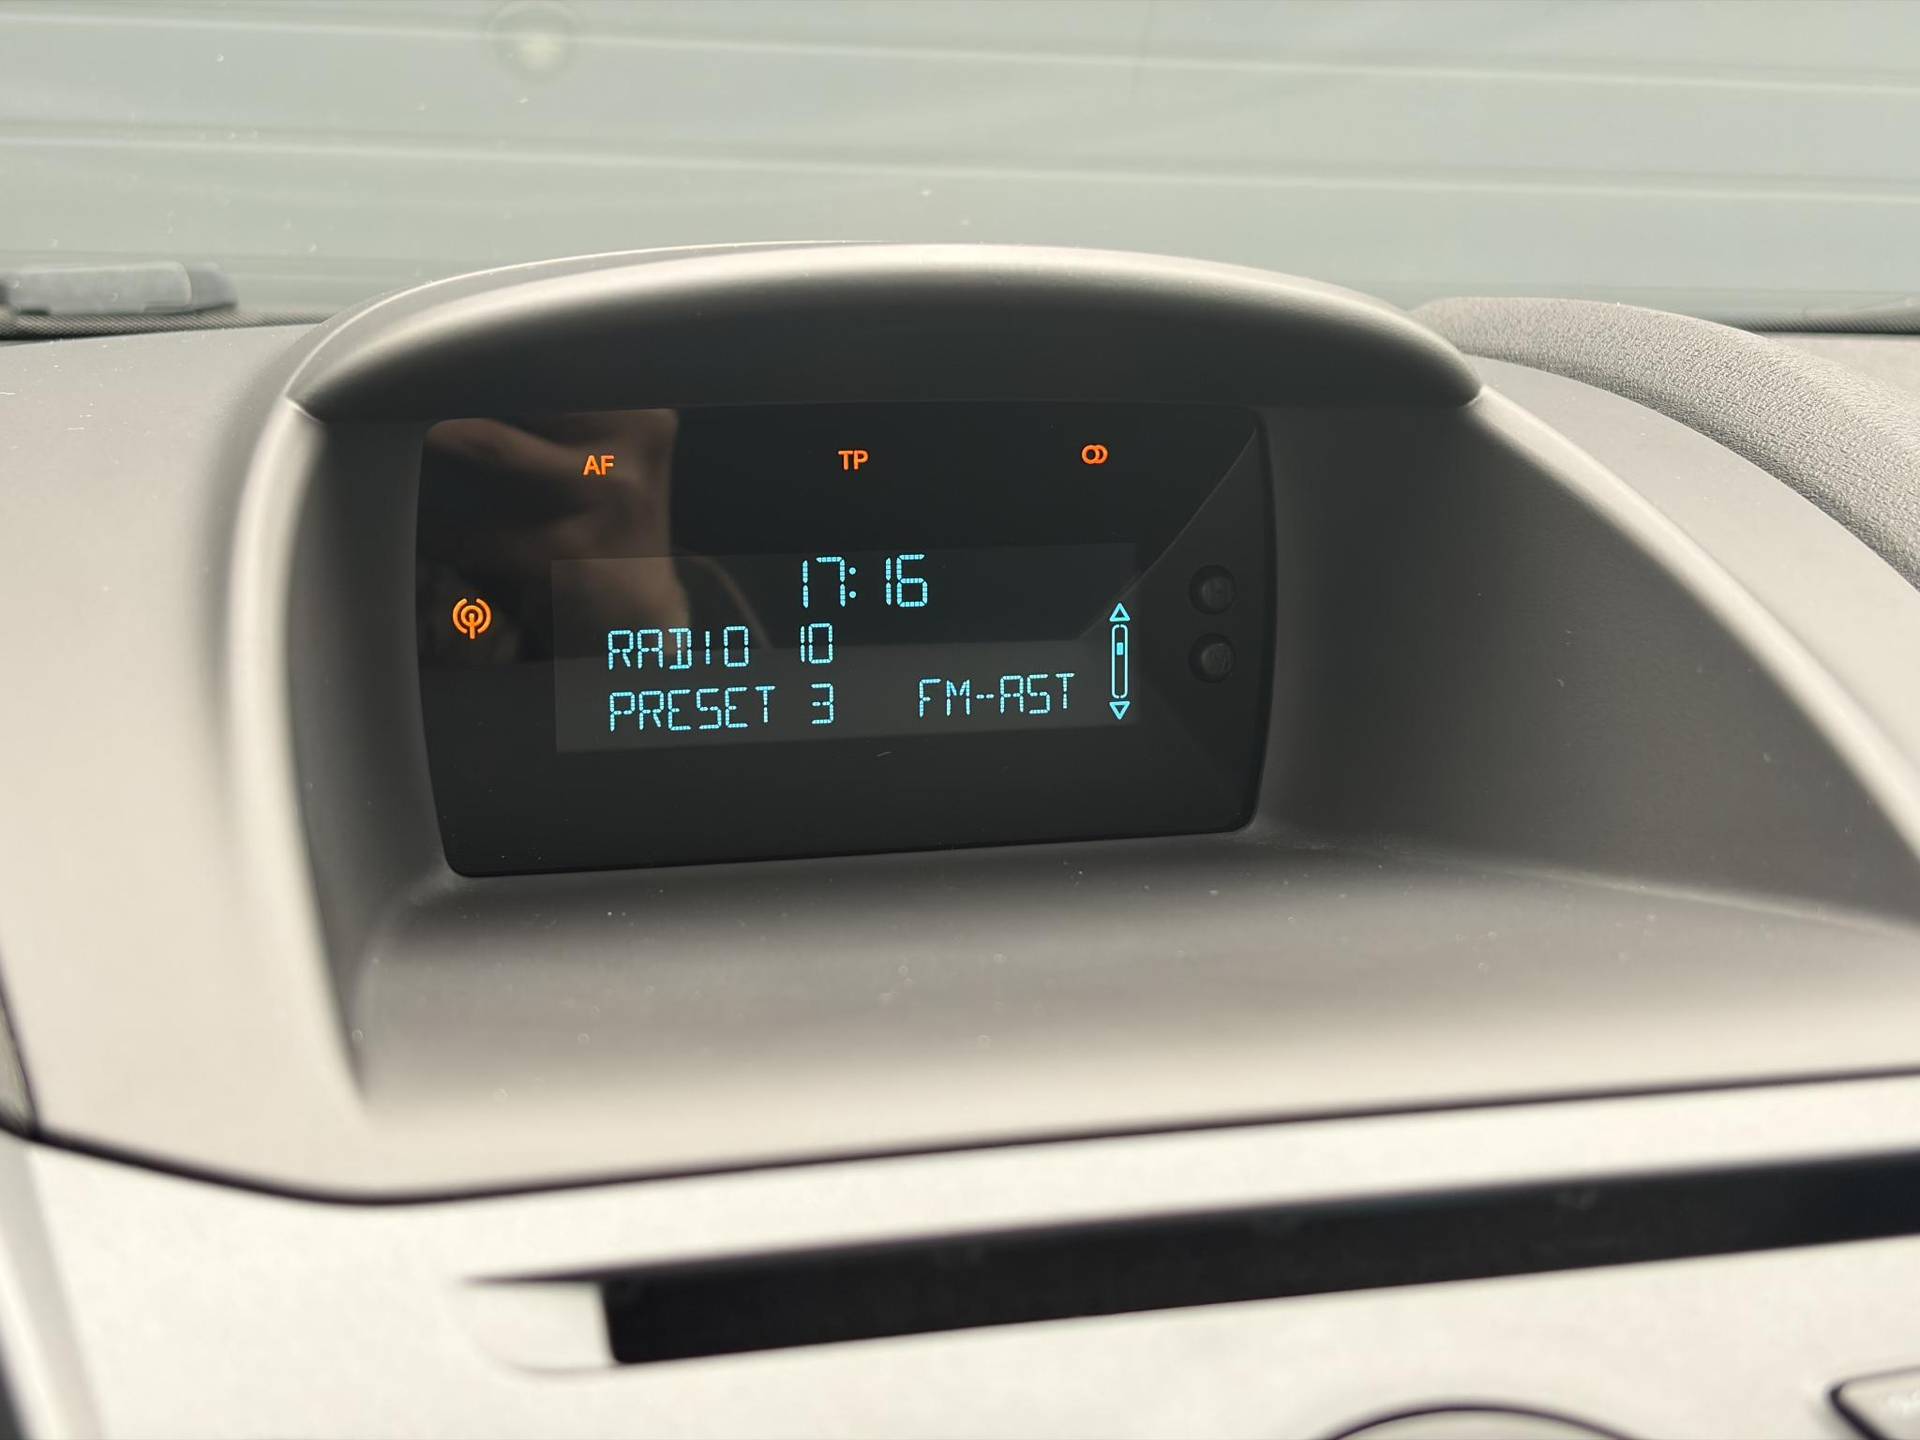 AF TP
17:16
RADIO 10
PRESET 3 FM-AST